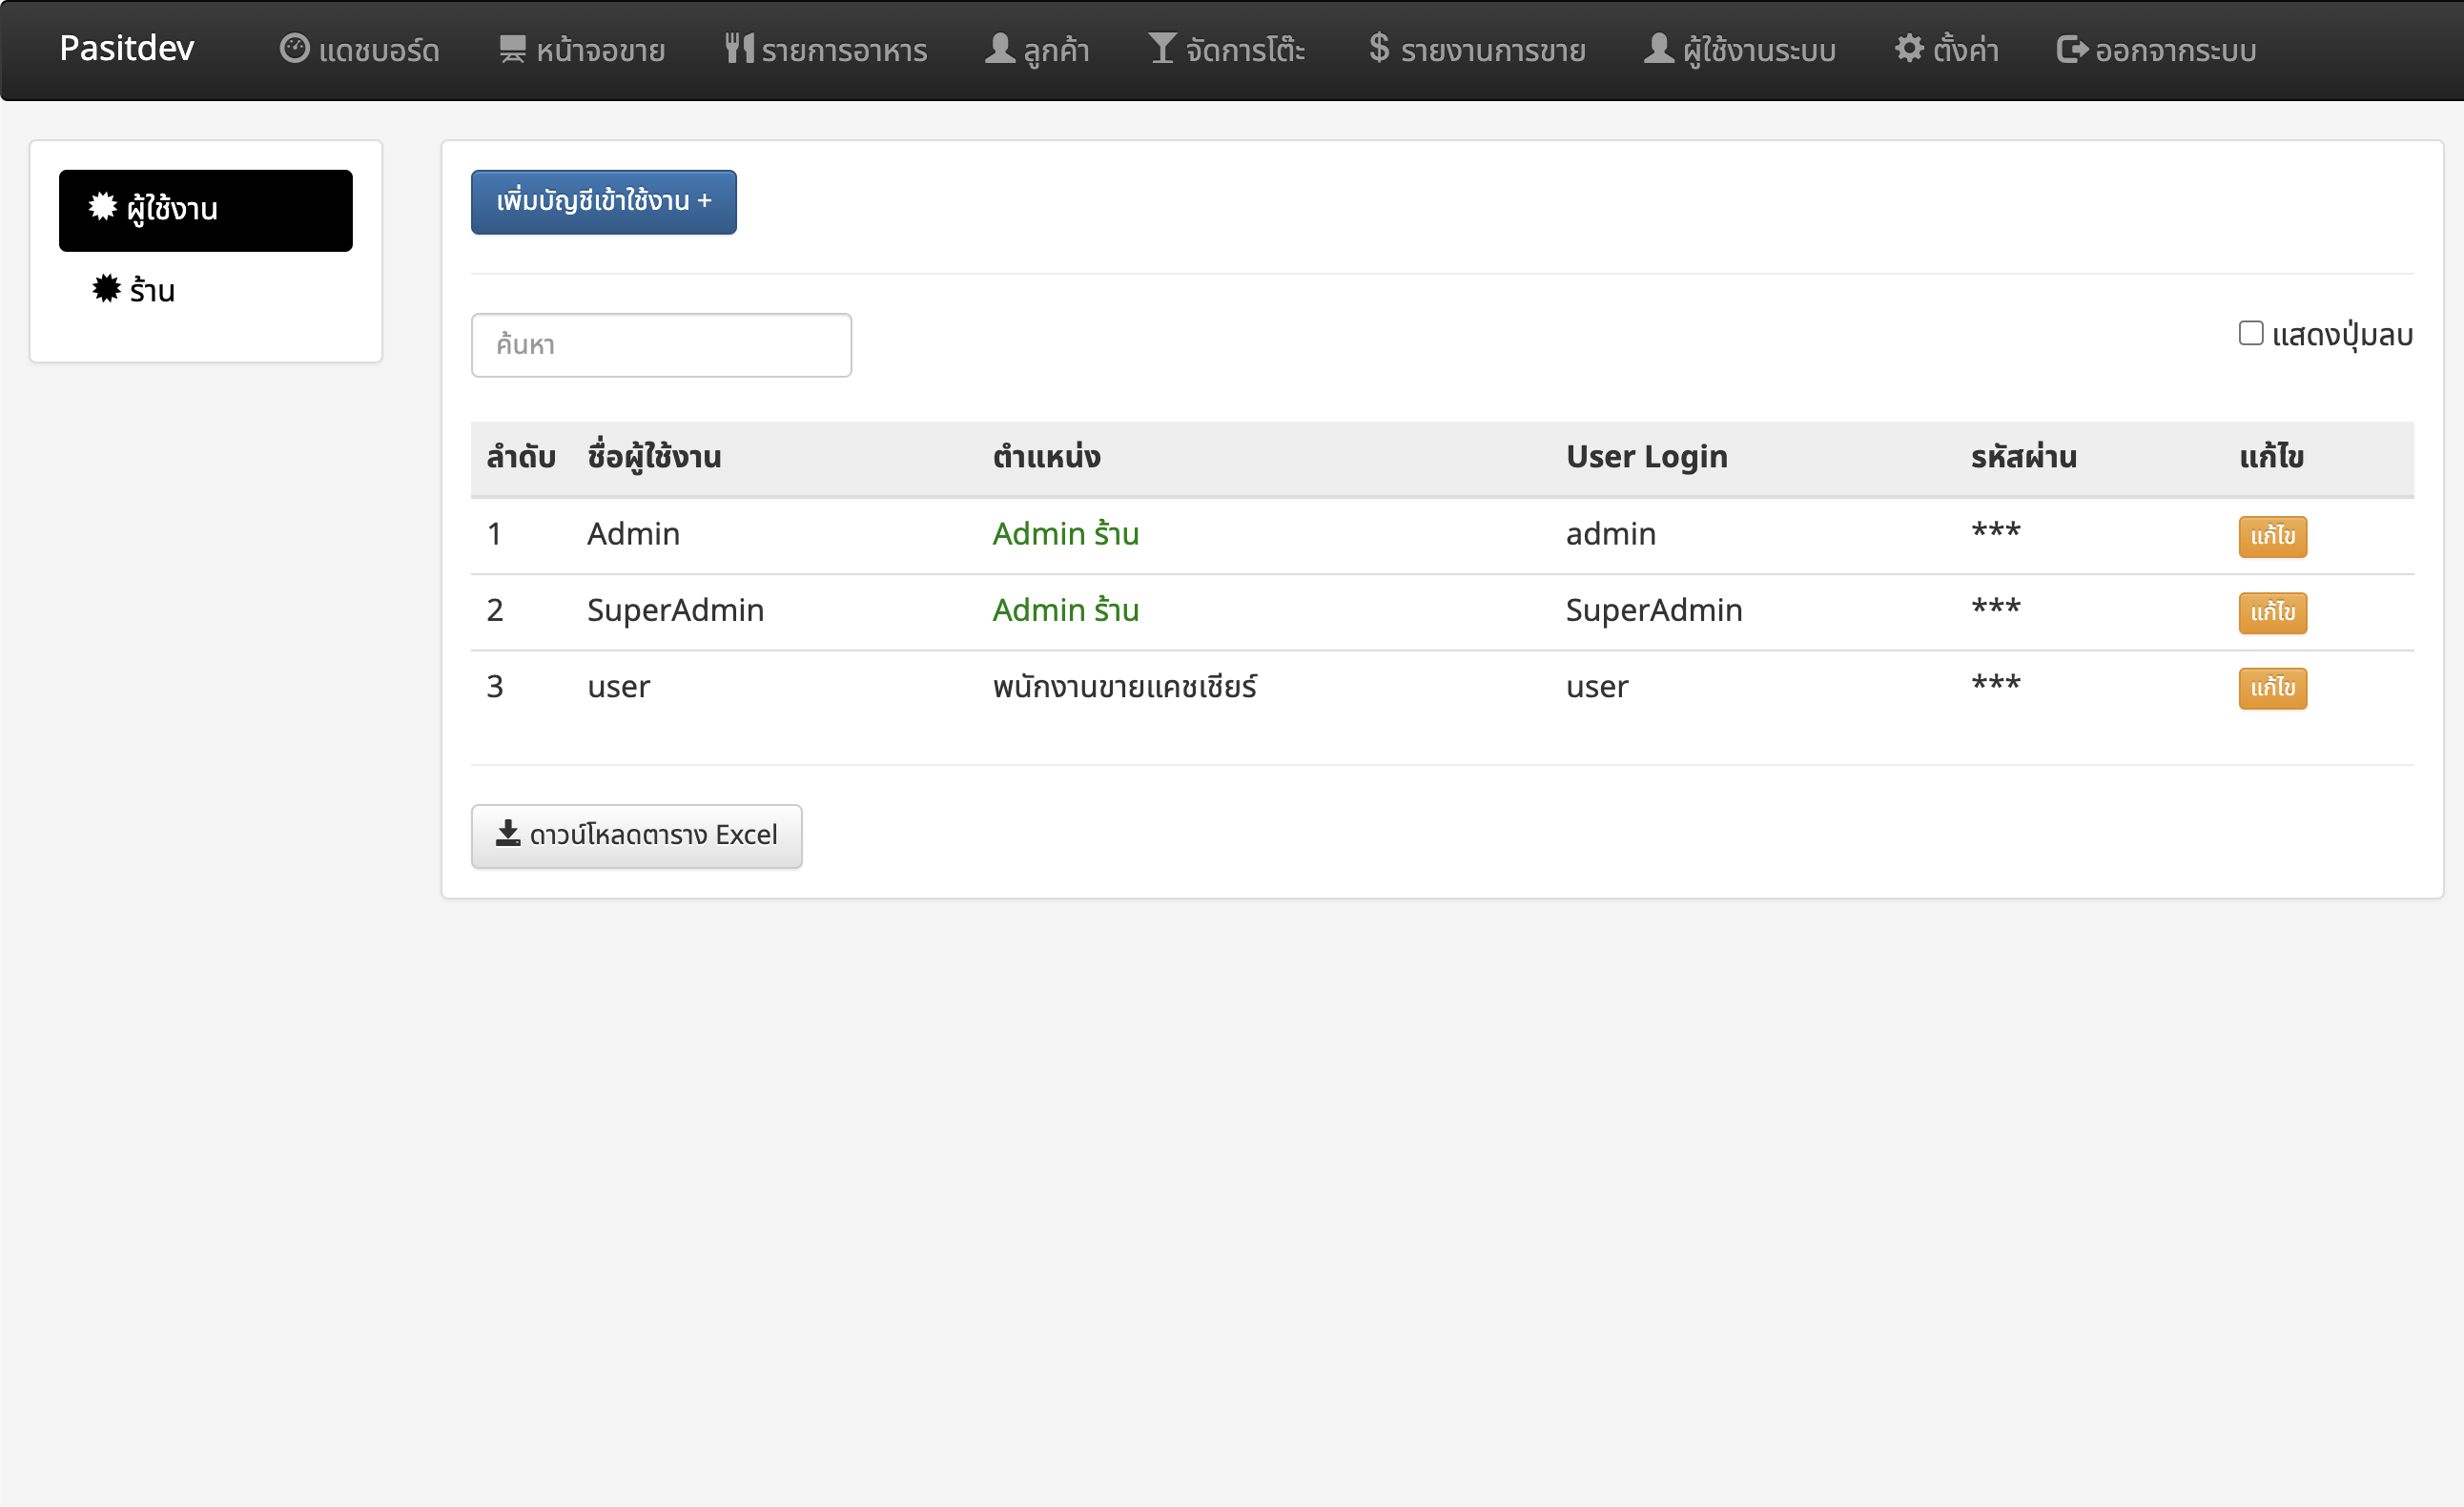 Pasitdev แดชบอร์ด หน้าจอขาย รายการอาหาร ลูกค้า จัดการโต๊ะ รายงานการขาย ผู้ใช้งานระบบ ตั้งค่า ออกจากระบบ
ผู้ใช้งาน
ร้าน
เพิ่มบัญชีเข้าใช้งาน +
ค้นหา
แสดงปุ่มลบ
ลำดับ ชื่อผู้ใช้งาน ตำแหน่ง User Login รหัสผ่าน แก้ไข
1 Admin Admin ร้าน admin *** แก้ไข
2 SuperAdmin Admin ร้าน SuperAdmin *** แก้ไข
3 user พนักงานขายแคชเชียร์ user *** แก้ไข
ดาวน์โหลดตาราง Excel